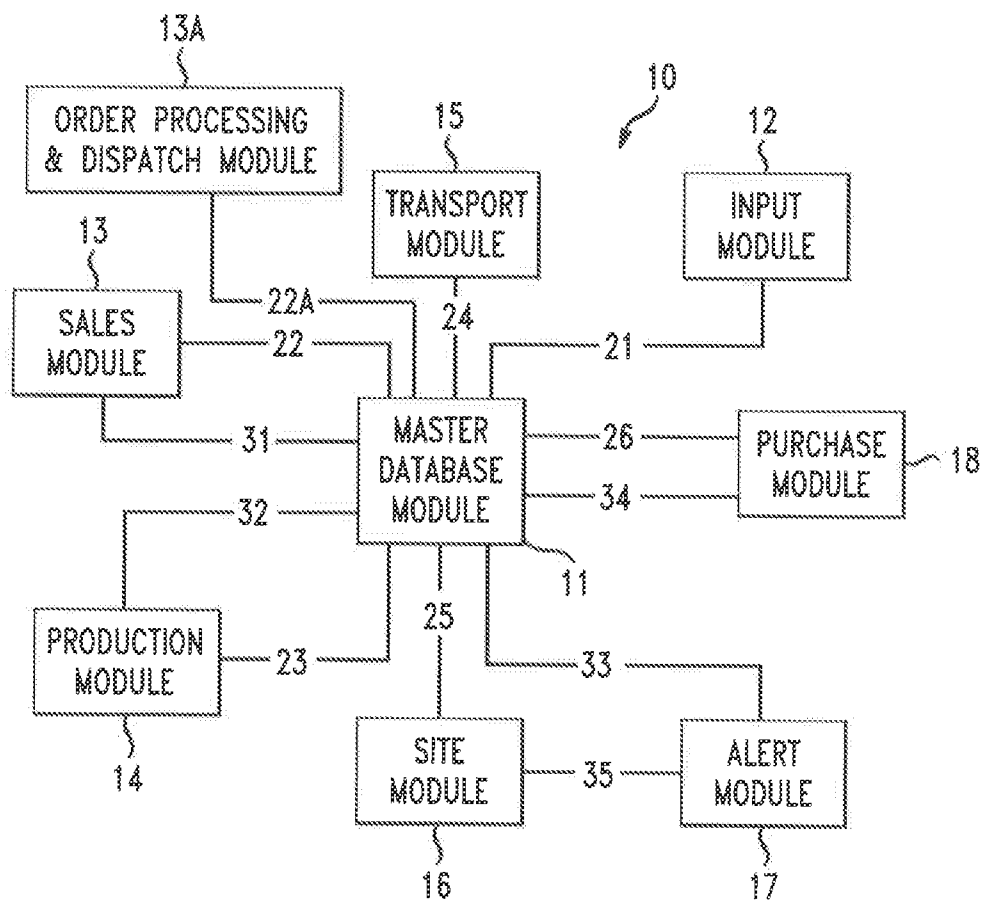 13A
ORDER PROCESSING
& DISPATCH MODULE
10
15
TRANSPORT
MODULE
12
INPUT
MODULE
13
SALES
MODULE
22A
22
24
21
31
MASTER
DATABASE
MODULE
11
26
34
PURCHASE
MODULE
18
32
PRODUCTION
MODULE
14
23
25
33
SITE
MODULE
16
35
ALERT
MODULE
17